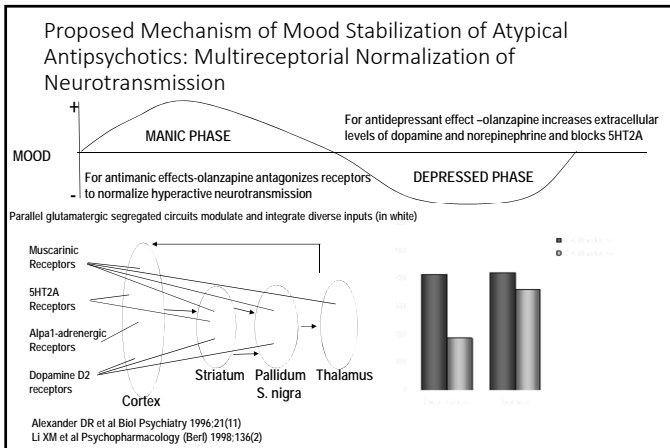 Proposed Mechanism of Mood Stabilization of Atypical
Antipsychotics: Multireceptorial Normalization of
Neurotransmission
+
For antidepressant effect –olanzapine increases extracellular
levels of dopamine and norepinephrine and blocks 5HT2A
MANIC PHASE
MOOD
For antimanic effects-olanzapine antagonizes receptors
to normalize hyperactive neurotransmission
DEPRESSED PHASE
-
Parallel glutamergic segregated circuits modulate and integrate diverse inputs (in white)
Muscarinic
Receptors
5HT2A
Receptors
Alpa1-adrenergic
Receptors
Dopamine D2
receptors
Cortex
Striatum
Pallidum
S. nigra
Thalamus
Alexander DR et al Biol Psychiatry 1996;21(11)
Li XM et al Psychopharmacology (Berl) 1998;136(2)